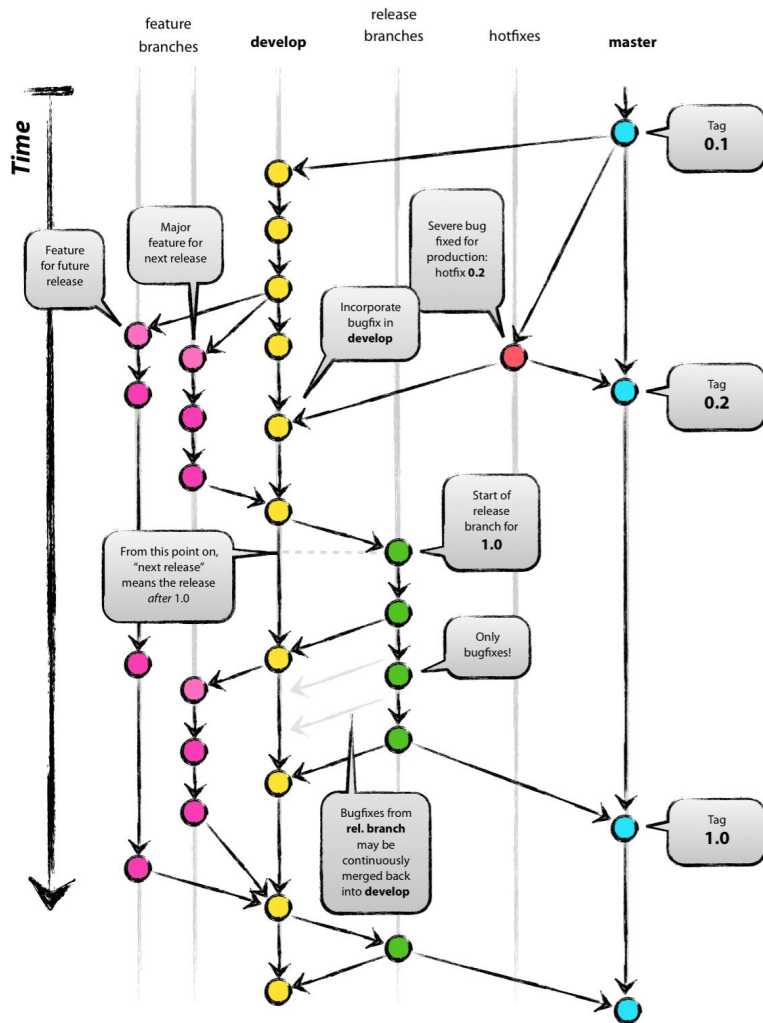 feature
branches
develop
release
branches
hotfixes
master
Time
Tag
0.1
Feature
for future
release
Major
feature for
next release
Severe bug
fixed for
production:
hotfix 0.2
Incorporate
bugfix in
develop
Tag
0.2
Start of
release
branch for
1.0
From this point on,
“next release”
means the release
after 1.0
Only
bugfixes!
Bugfixes from
rel. branch
may be
continuously
merged back
into develop
Tag
1.0